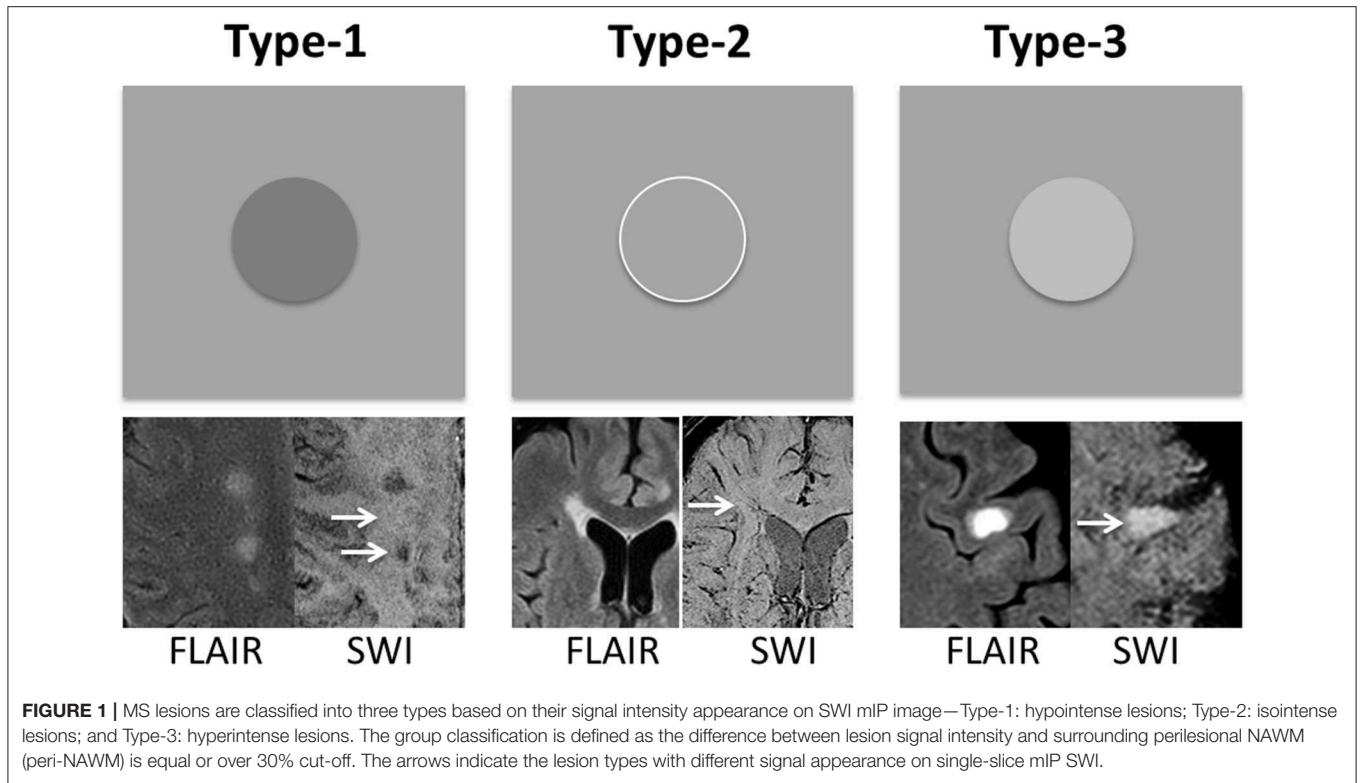 Type-1 Type-2 Type-3
FLAIR SWI FLAIR SWI FLAIR SWI
FIGURE 1 | MS lesions are classified into three types based on their signal intensity appearance on SWI mIP image—Type-1: hypointense lesions; Type-2: isointense
lesions; and Type-3: hyperintense lesions. The group classification is defined as the difference between lesion signal intensity and surrounding perilesional NAWM
(peri-NAWM) is equal or over 30% cut-off. The arrows indicate the lesion types with different signal appearance on single-slice mIP SWI.